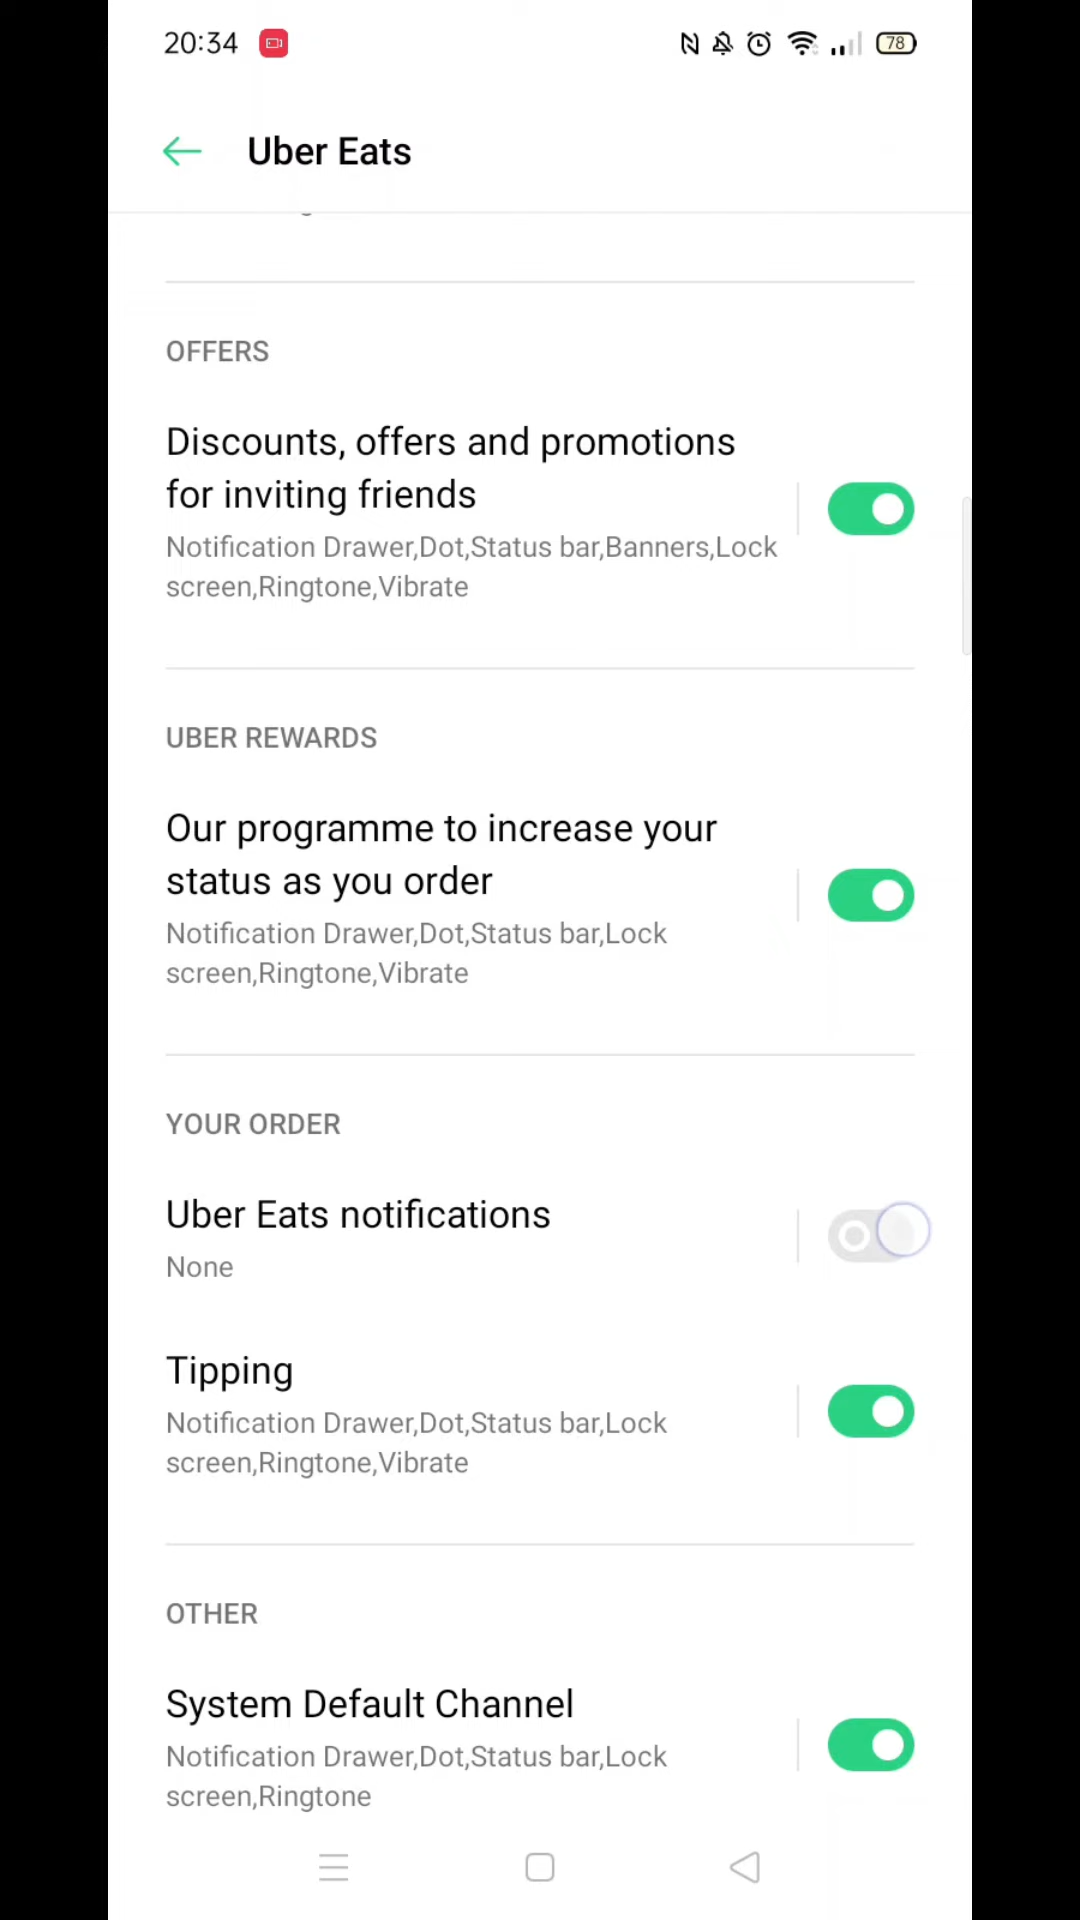 20:34
78
Uber Eats
OFFERS
Discounts, offers and promotions
for inviting friends
Notification Drawer,Dot,Status bar,Banners,Lock
screen,Ringtone,Vibrate
UBER REWARDS
Our programme to increase your
status as you order
Notification Drawer,Dot,Status bar,Lock
screen,Ringtone,Vibrate
YOUR ORDER
Uber Eats notifications
None
Tipping
Notification Drawer,Dot,Status bar,Lock
screen,Ringtone,Vibrate
OTHER
System Default Channel
Notification Drawer,Dot,Status bar,Lock
screen,Ringtone